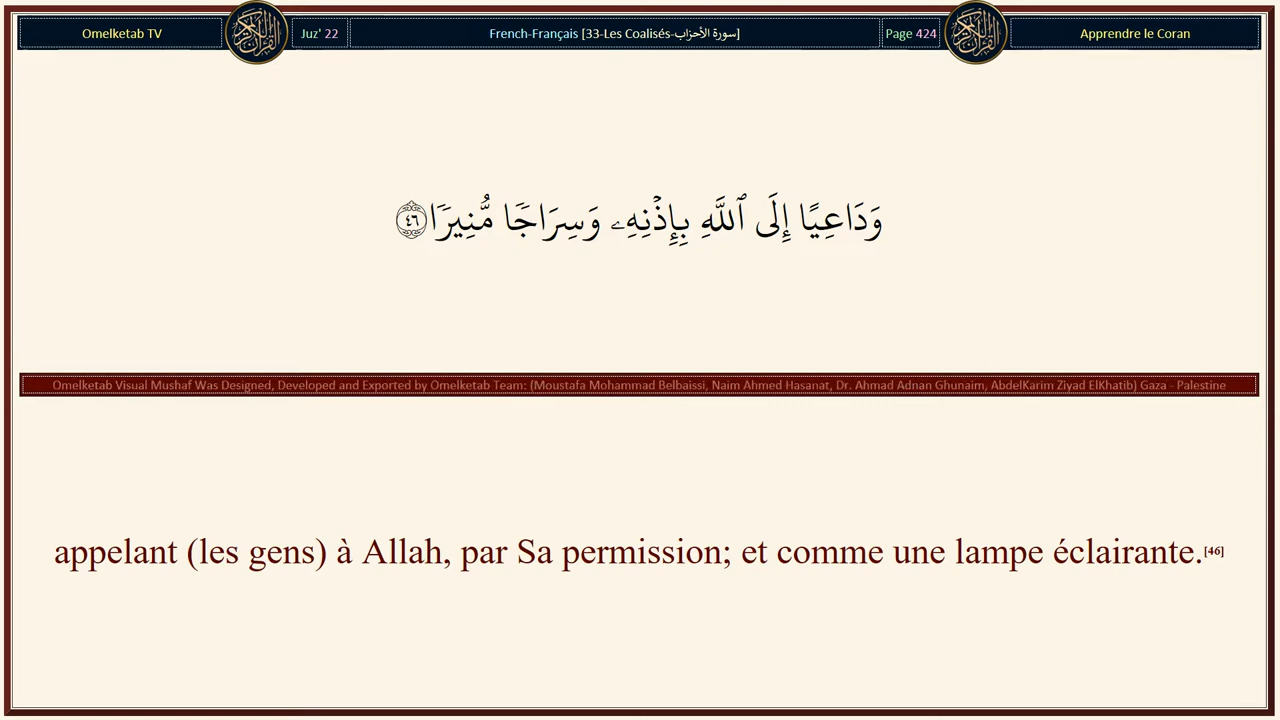 Omelketab TV
Juz' 22
French-Français [33-Les Coalisés-سورة الأحزاب]
Page 424
Apprendre le Coran
وَدَاعِيًا إِلَى ٱللَّهِ بِإِذْنِهِۦ وَسِرَاجًا مُّنِيرًا ٤٦
Omelketab Visual Mushaf Was Designed, Developed and Exported by Omelketab Team: (Moustafa Mohammad Belbaissi, Naim Ahmed Hasanat, Dr. Ahmad Adnan Ghunaim, AbdelKarim Ziyad ElKhatib) Gaza - Palestine
appelant (les gens) à Allah, par Sa permission; et comme une lampe éclairante.[46]